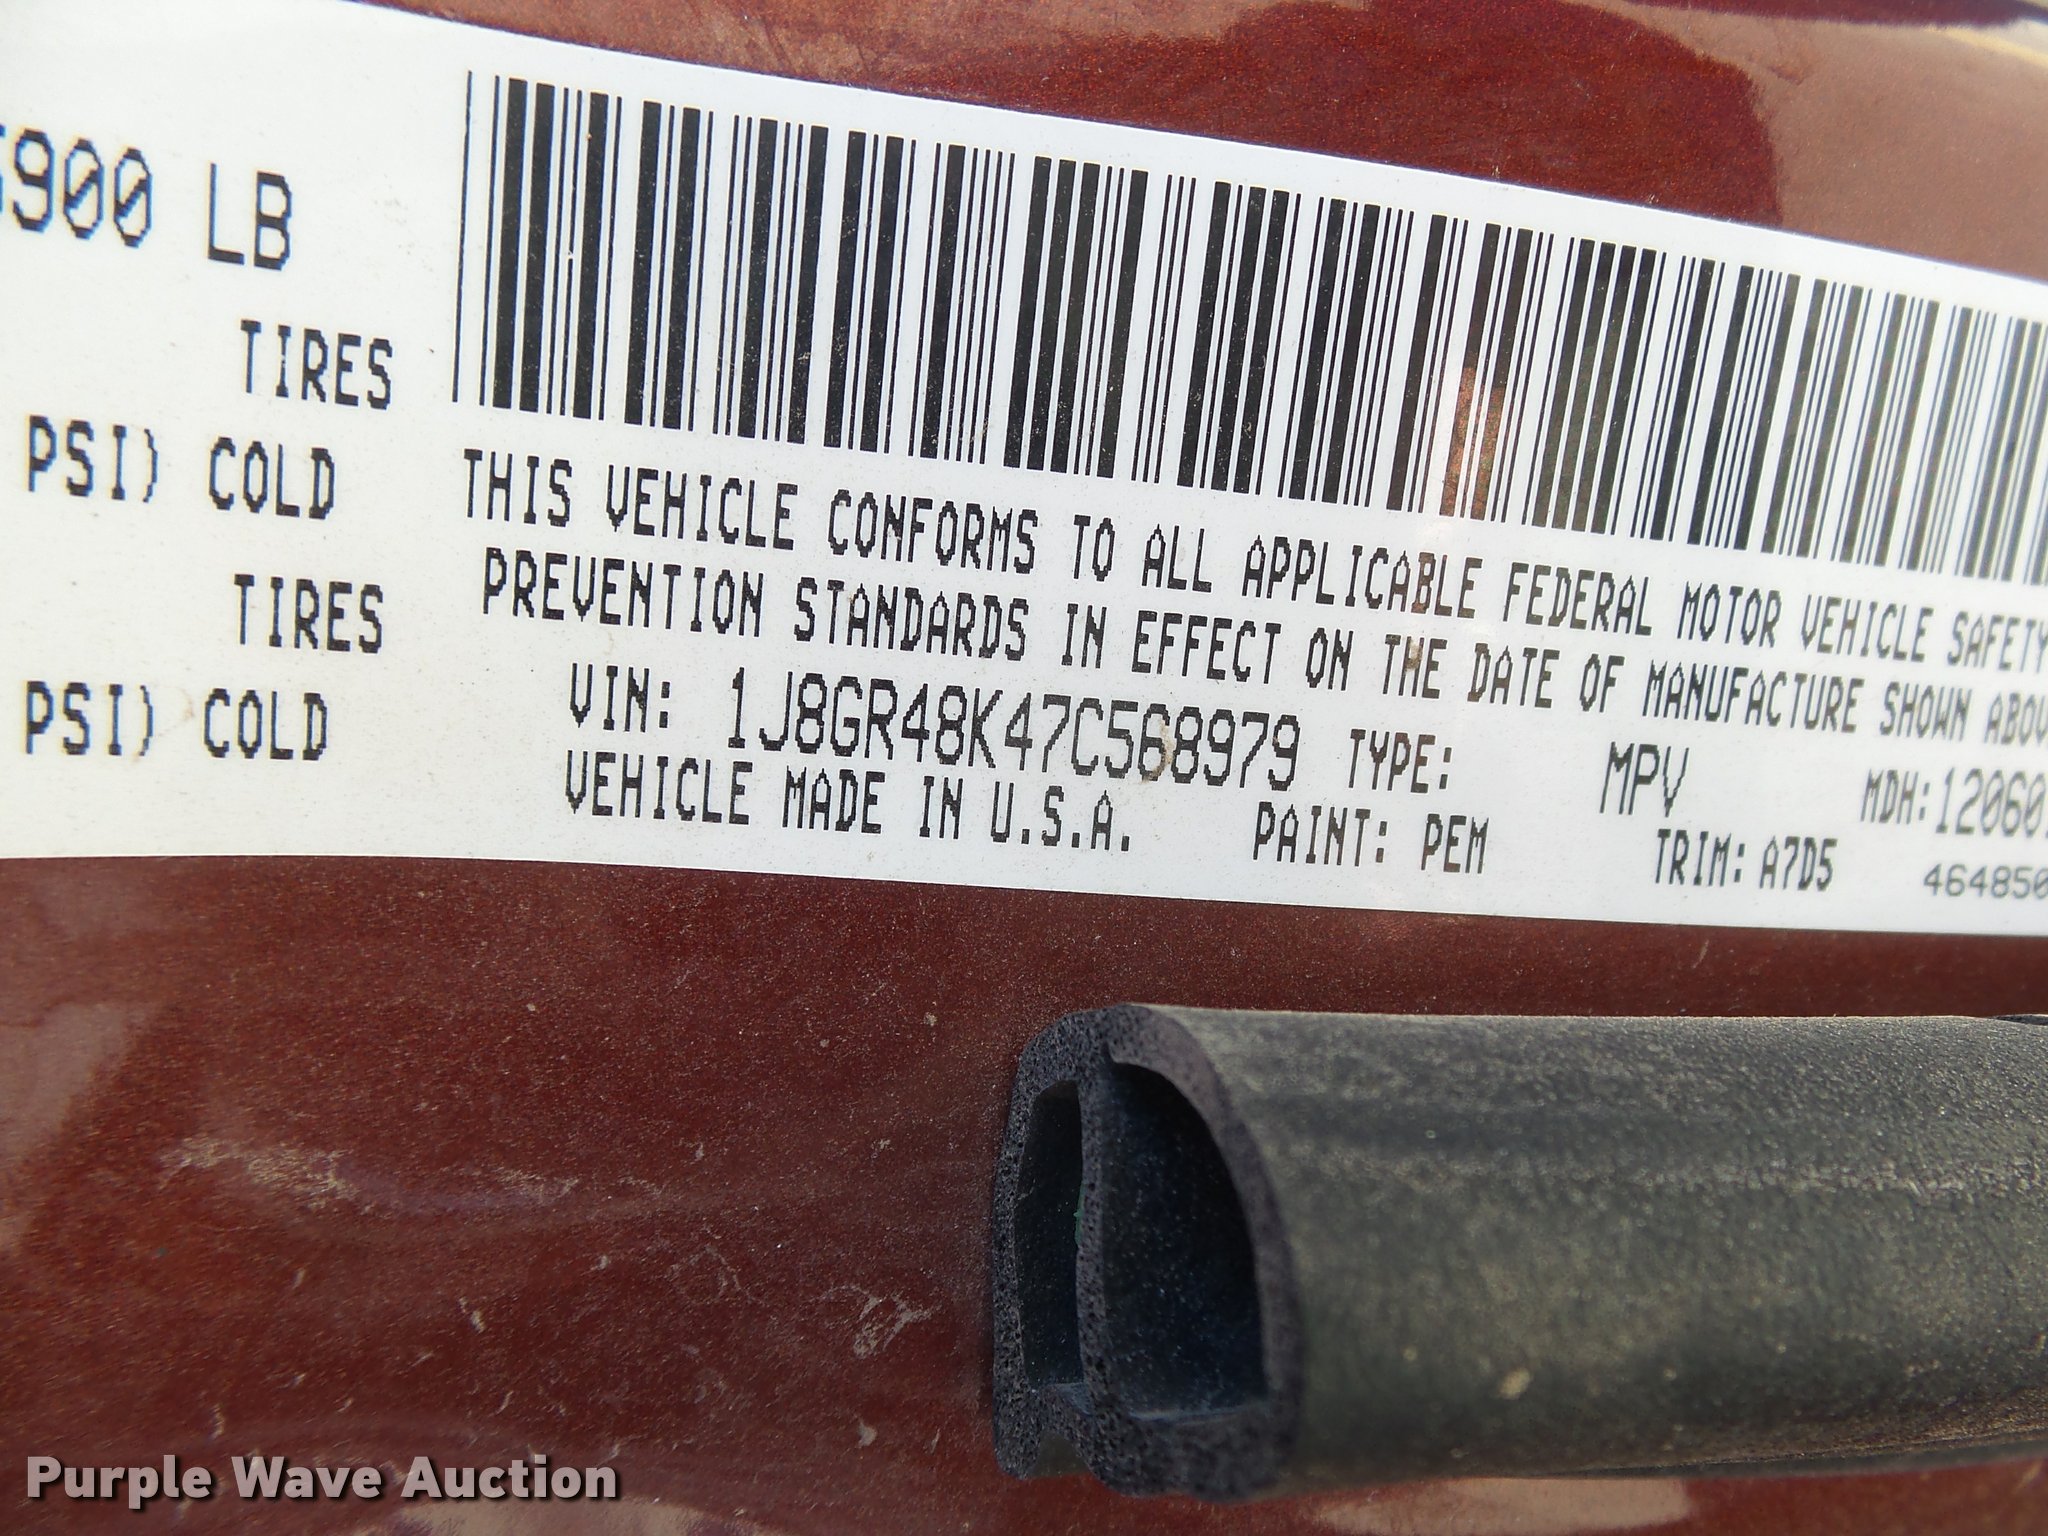 5900 LB
TIRES
PSI) COLD
TIRES
PSI) COLD
THIS VEHICLE CONFORMS TO ALL APPLICABLE FEDERAL MOTOR VEHICLE SAFETY
PREVENTION STANDARDS IN EFFECT ON THE DATE OF MANUFACTURE SHOWN ABOV
VIN: 1J8GR48K47C568979 TYPE: MPV MDH:120601
VEHICLE MADE IN U.S.A. PAINT: PEM TRIM: A7D5 464850
Purple Wave Auction